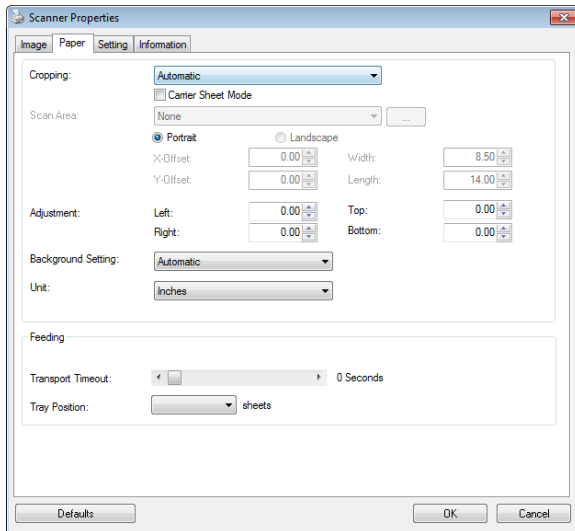 Scanner Properties
Image Paper Setting Information
Cropping: Automatic
Carrier Sheet Mode
Scan Area: None ...
Portrait Landscape
X-Offset: 0.00 Width: 8.50
Y-Offset: 0.00 Length: 14.00
Adjustment: Left: 0.00 Top: 0.00
Right: 0.00 Bottom: 0.00
Background Setting: Automatic
Unit: Inches
Feeding
Transport Timeout: 0 Seconds
Tray Position: sheets
Defaults OK Cancel